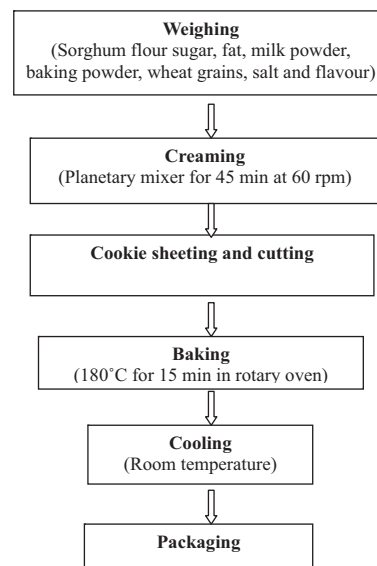 Weighing
(Sorghum flour sugar, fat, milk powder,
baking powder, wheat grains, salt and flavour)
Creaming
(Planetary mixer for 45 min at 60 rpm)
Cookie sheeting and cutting
Baking
(180˚C for 15 min in rotary oven)
Cooling
(Room temperature)
Packaging